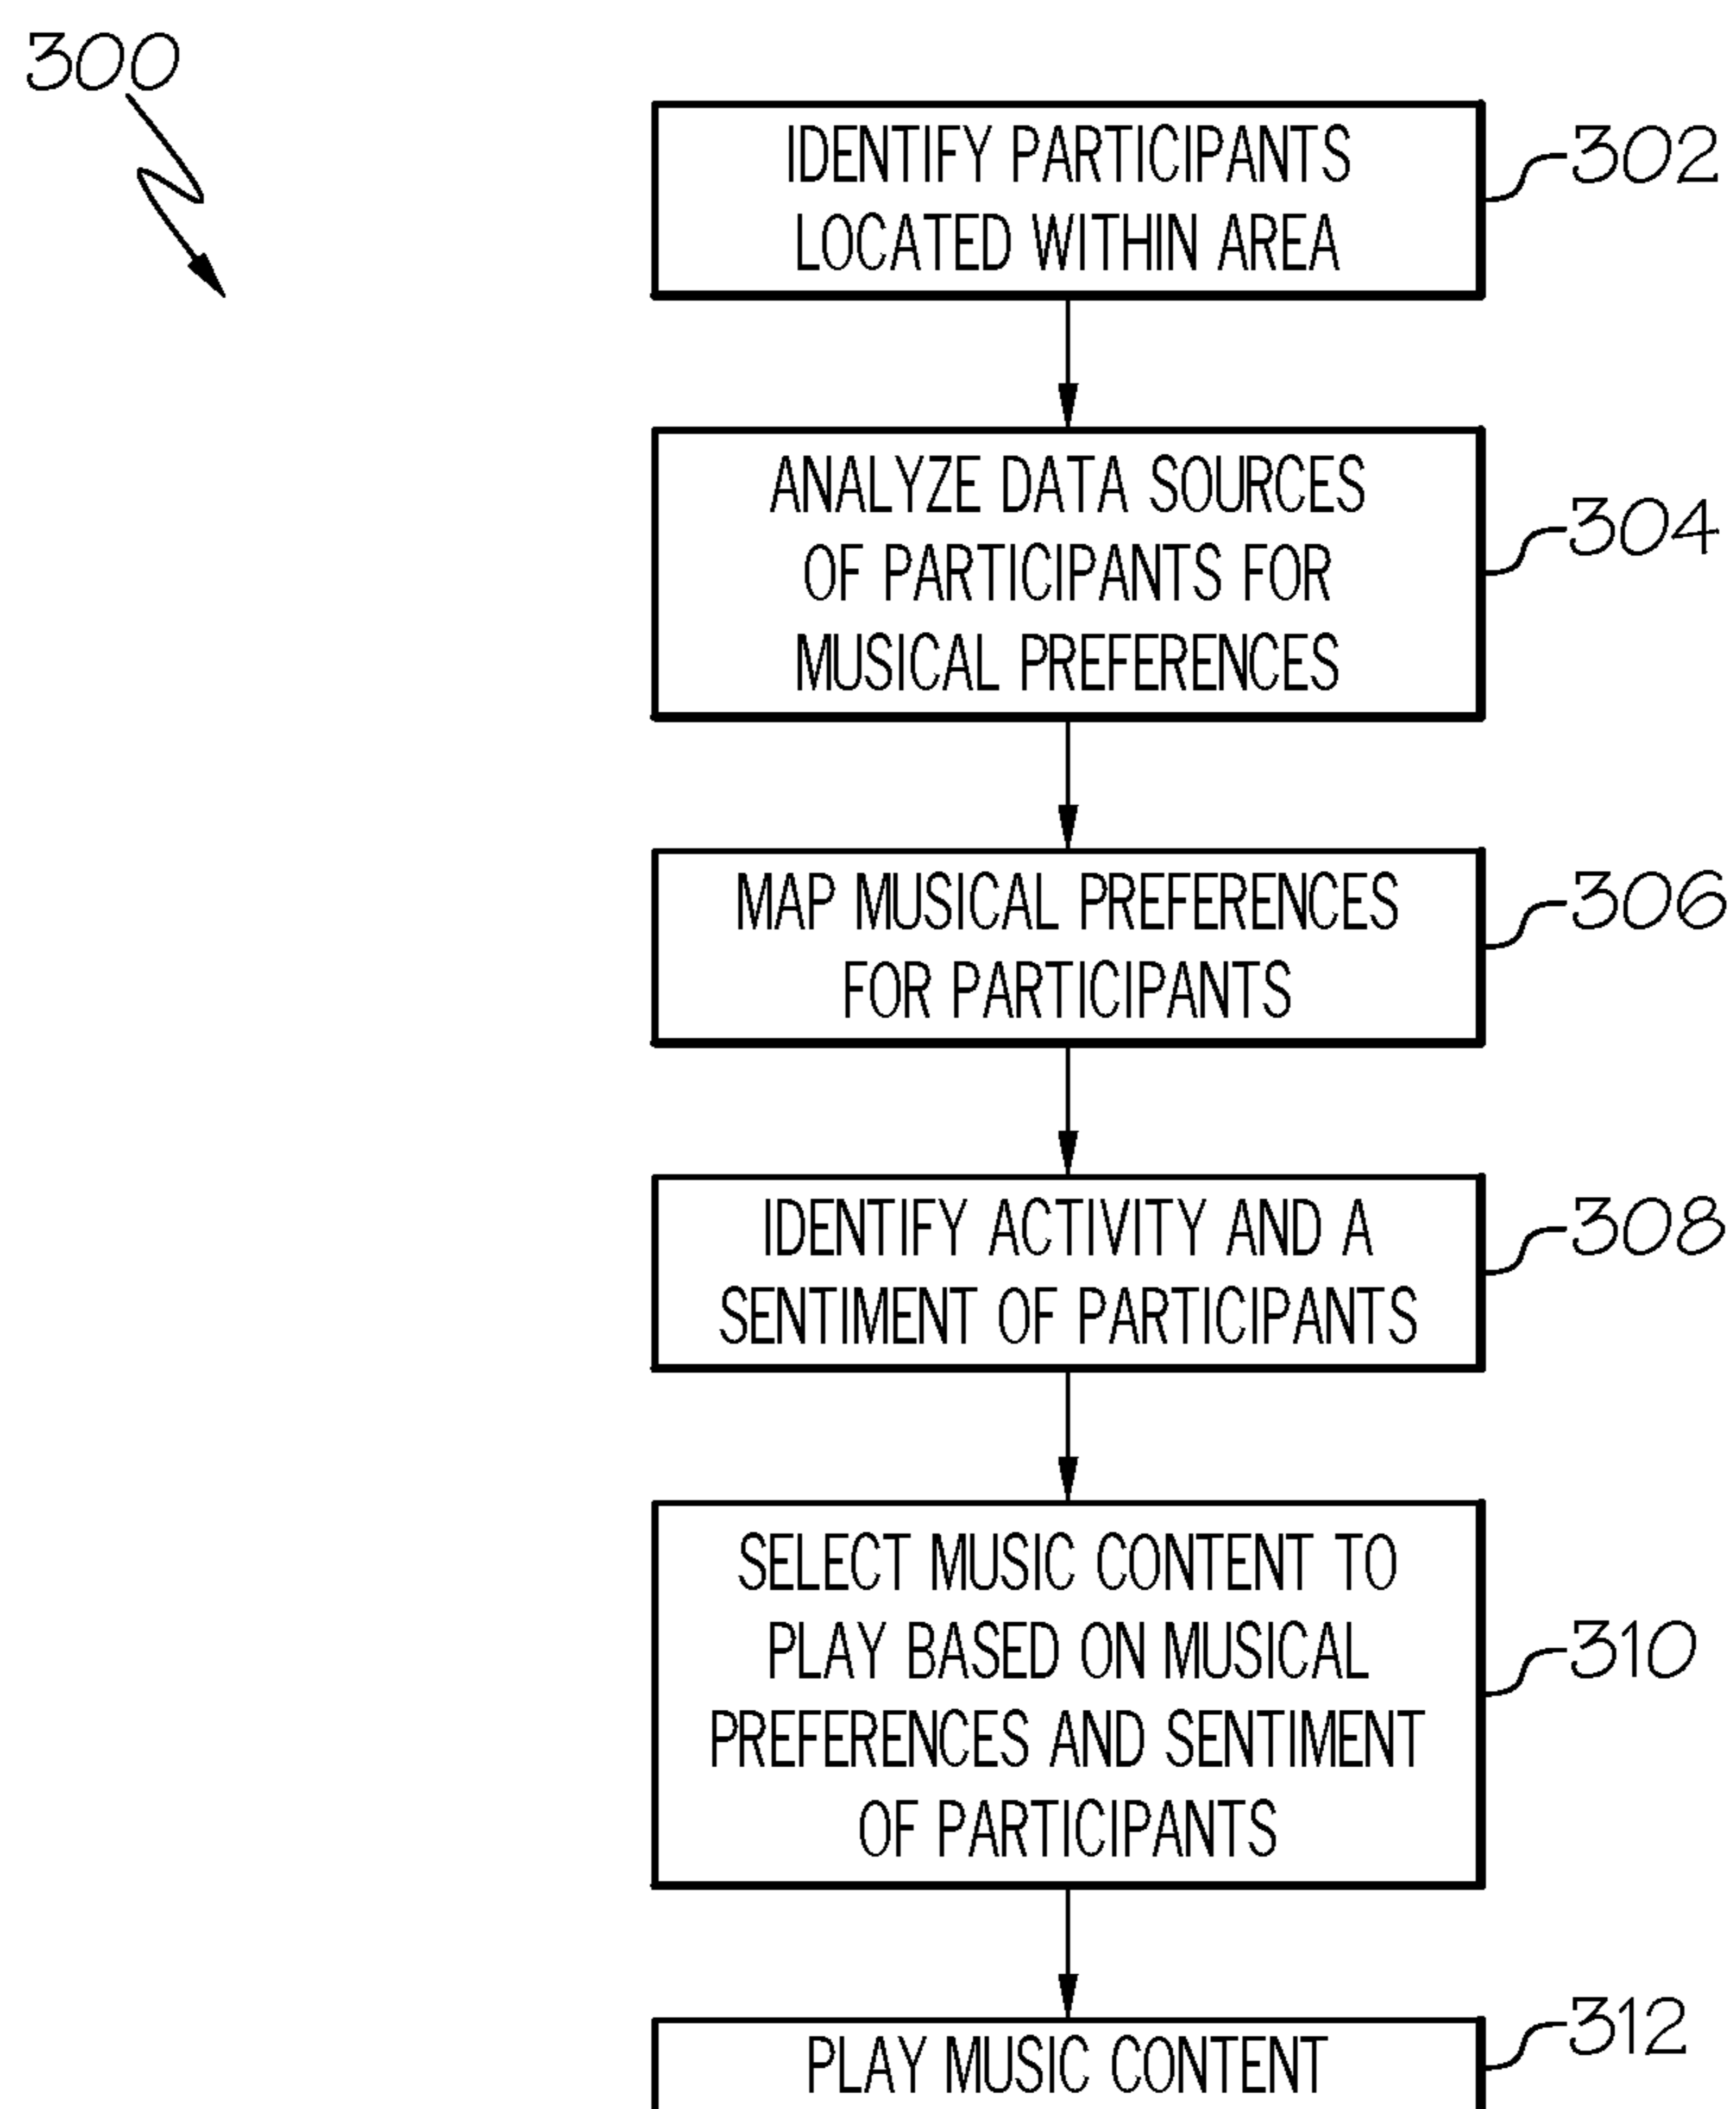 300
IDENTIFY PARTICIPANTS
LOCATED WITHIN AREA
302
ANALYZE DATA SOURCES
OF PARTICIPANTS FOR
MUSICAL PREFERENCES
304
MAP MUSICAL PREFERENCES
FOR PARTICIPANTS
306
IDENTIFY ACTIVITY AND A
SENTIMENT OF PARTICIPANTS
308
SELECT MUSIC CONTENT TO
PLAY BASED ON MUSICAL
PREFERENCES AND SENTIMENT
OF PARTICIPANTS
310
PLAY MUSIC CONTENT
312